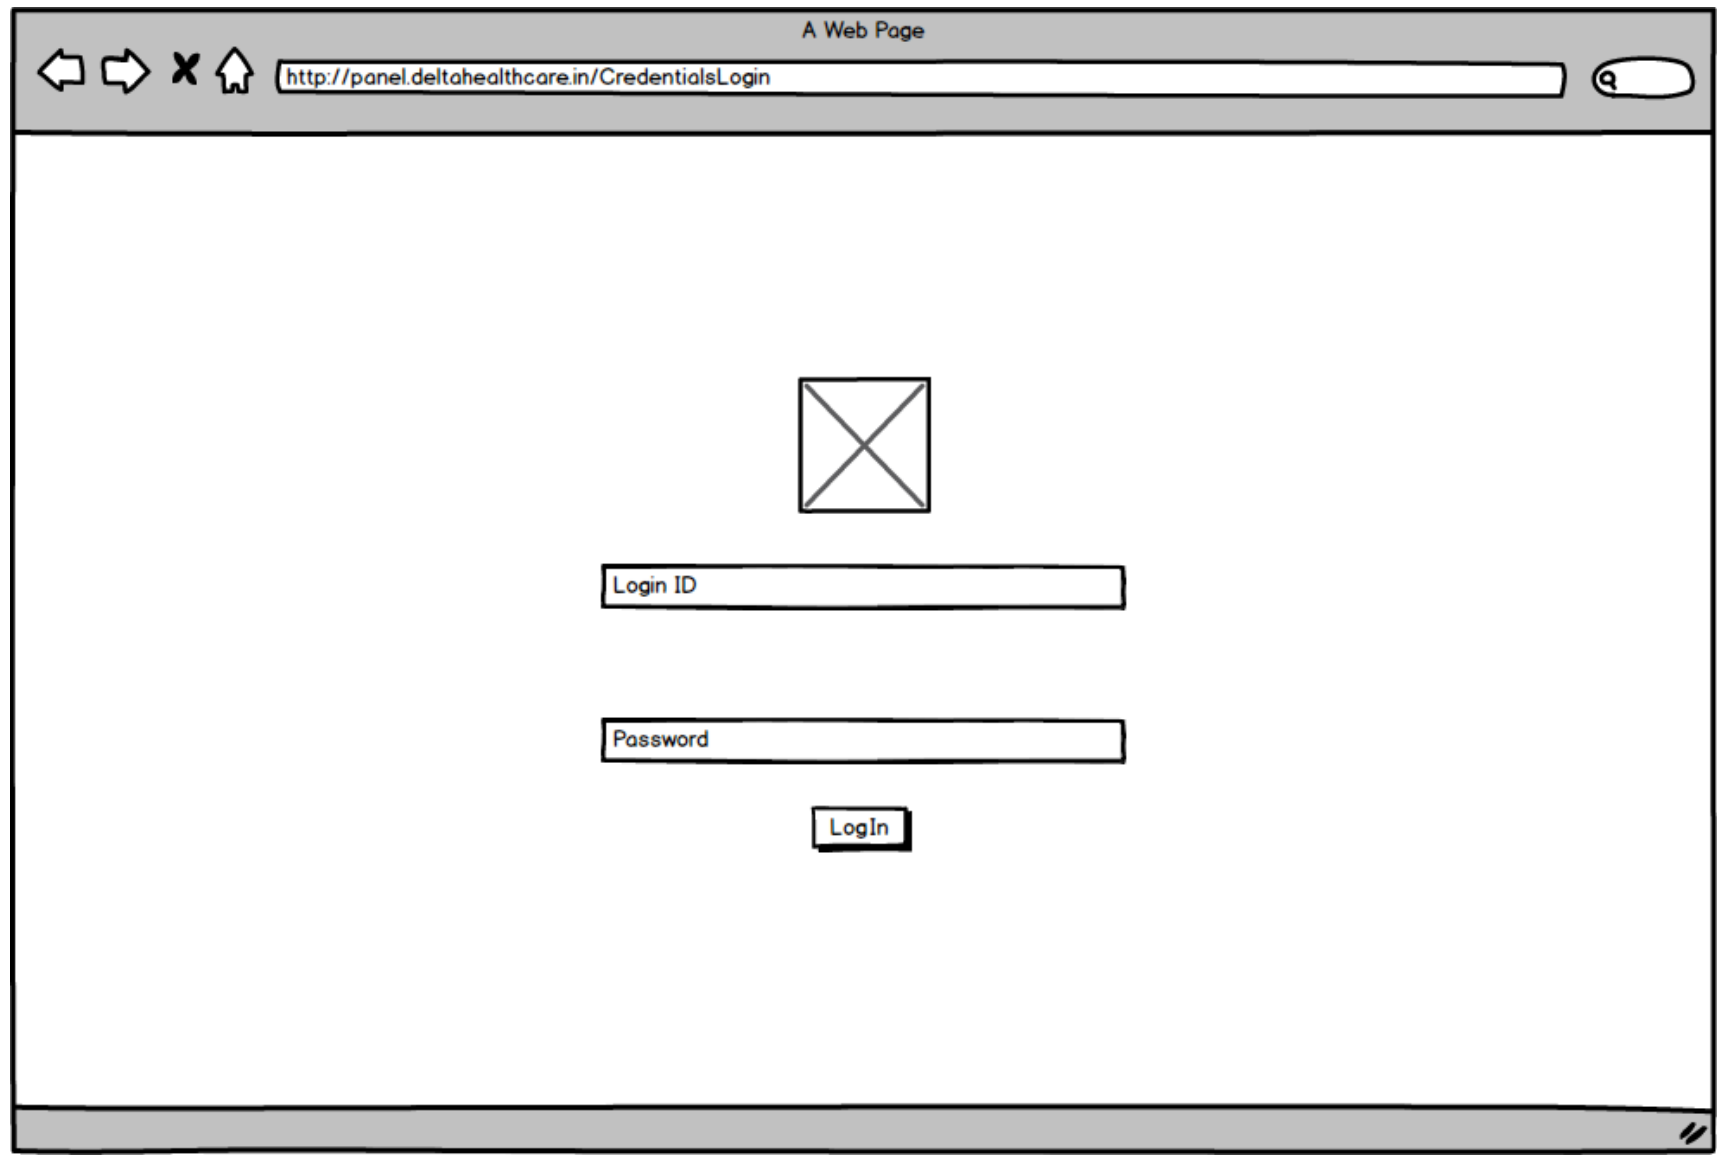 A Web Page
http://panel.deltahealthcare.in/CredentialsLogin
Login ID
Password
LogIn